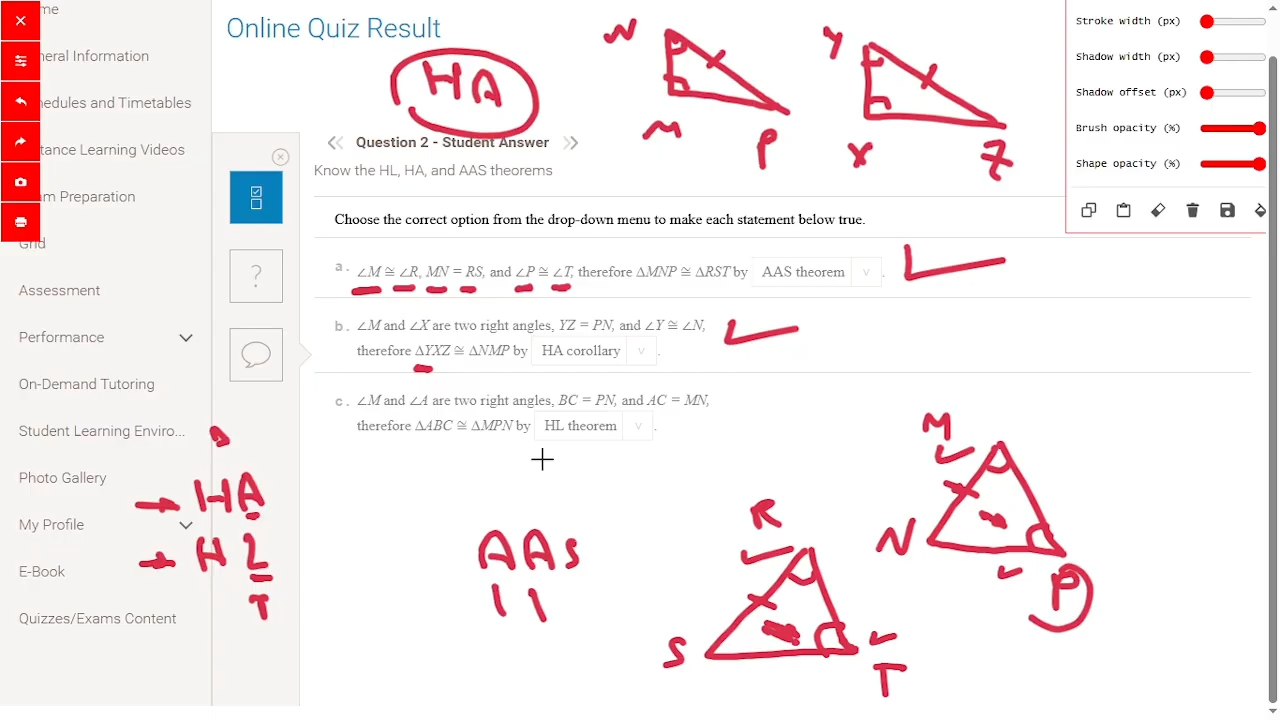 Online Quiz Result
General Information
Schedules and Timetables
Distance Learning Videos
Exam Preparation
Grid
Assessment
Performance
On-Demand Tutoring
Student Learning Enviro...
Photo Gallery
My Profile
E-Book
Quizzes/Exams Content
→ HA
→ HL
T
HA
Question 2 - Student Answer
Know the HL, HA, and AAS theorems
?
Choose the correct option from the drop-down menu to make each statement below true.
a. ∠M ≅ ∠R, MN = RS, and ∠P ≅ ∠T, therefore ΔMNP ≅ ΔRST by AAS theorem.
b. ∠M and ∠X are two right angles, YZ = PN, and ∠Y ≅ ∠N,
therefore ΔYXZ ≅ ΔNMP by HA corollary.
c. ∠M and ∠A are two right angles, BC = PN, and AC = MN,
therefore ΔABC ≅ ΔMPN by HL theorem.
N
M
P
Y
X
Z
AAS
R
S
T
M
N
P
Stroke width (px)
Shadow width (px)
Shadow offset (px)
Brush opacity (%)
Shape opacity (%)